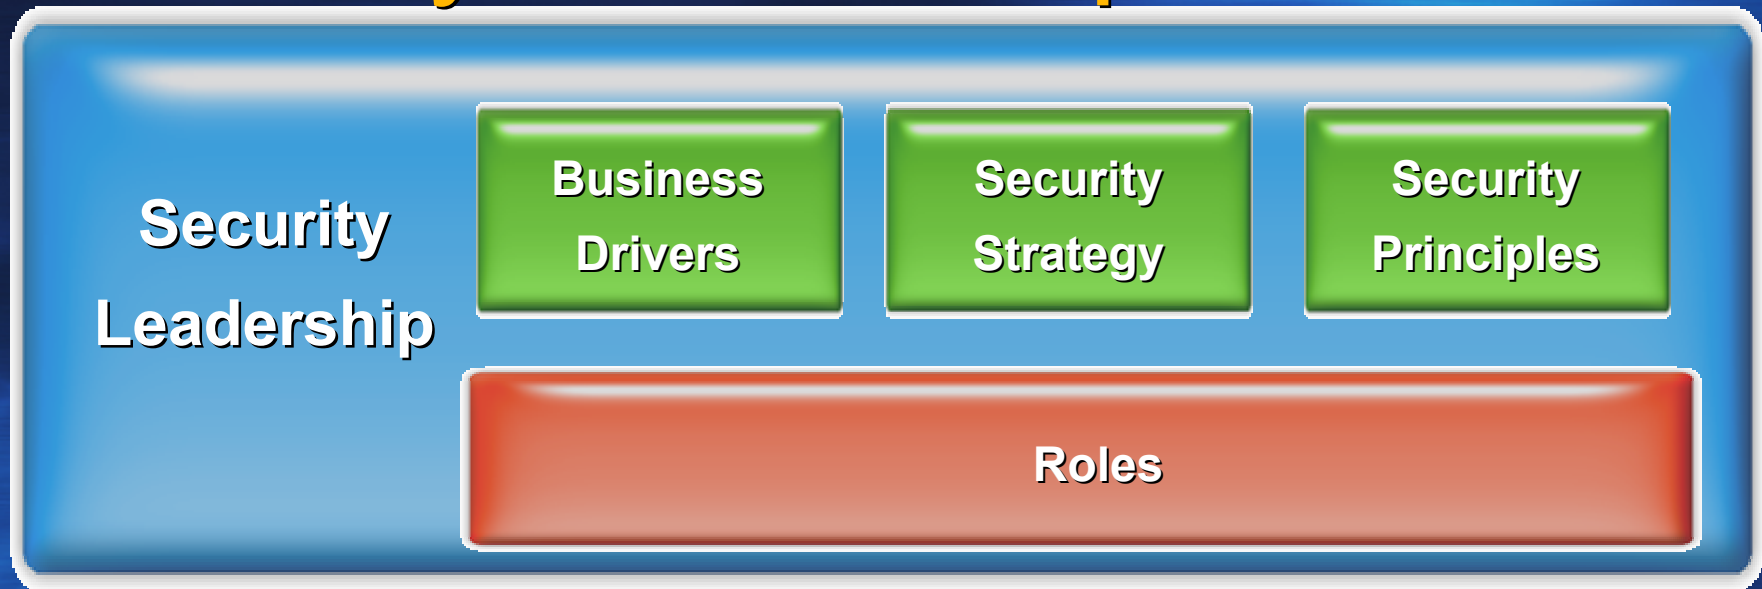 Security
Leadership
Business
Drivers
Security
Strategy
Security
Principles
Roles